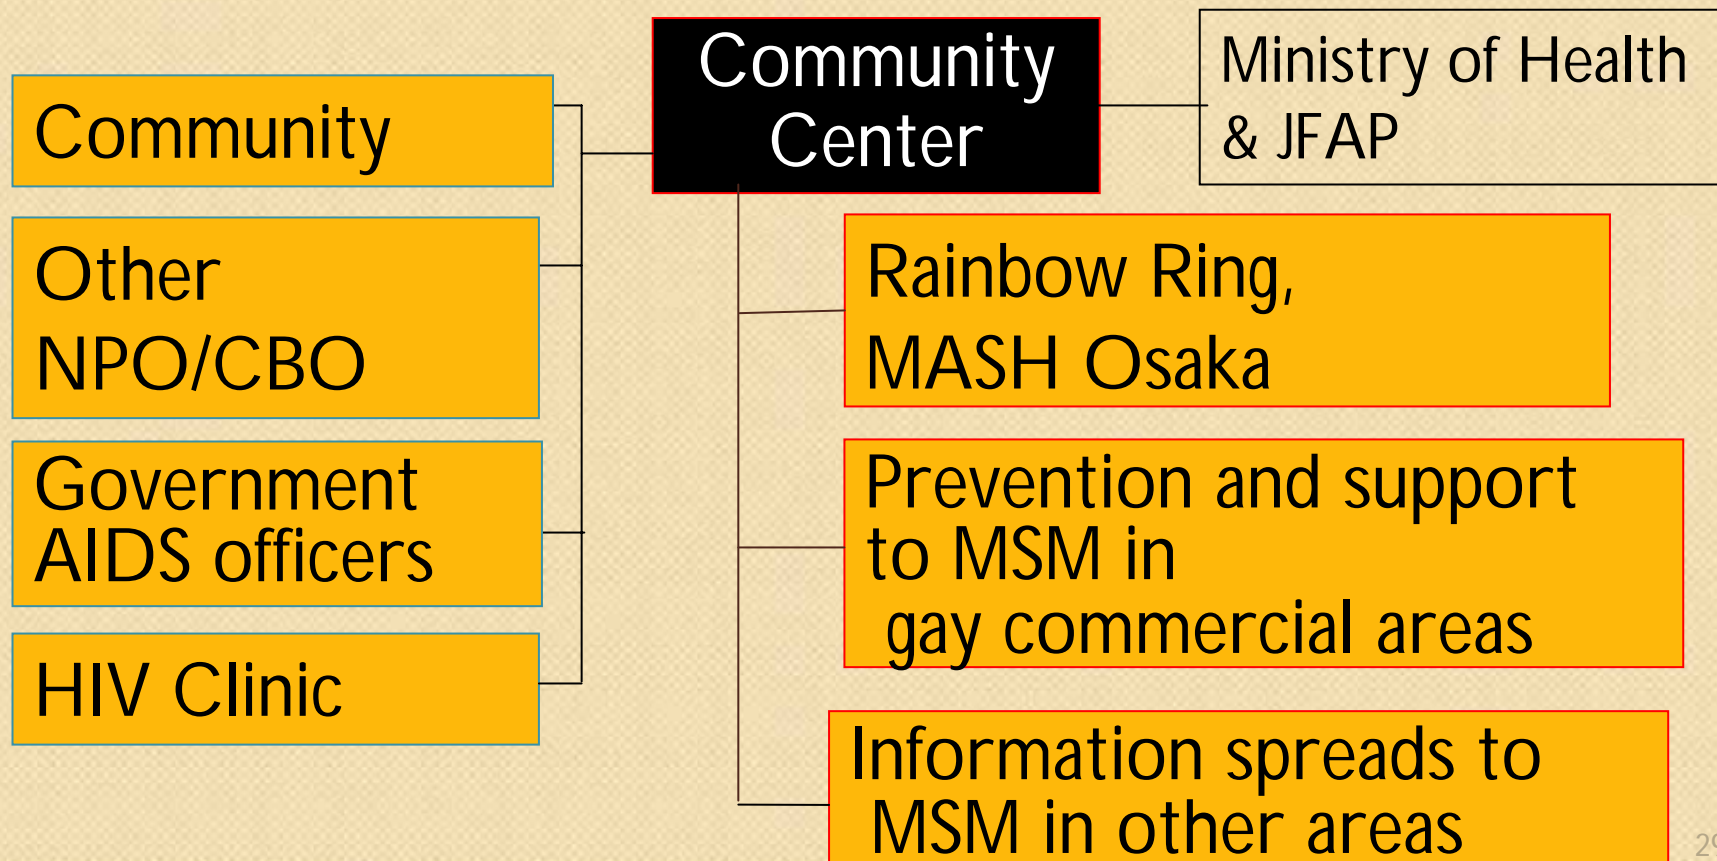 Community
Center
Ministry of Health
& JFAP
Community
Other
NPO/CBO
Government
AIDS officers
HIV Clinic
Rainbow Ring,
MASH Osaka
Prevention and support
to MSM in
gay commercial areas
Information spreads to
MSM in other areas